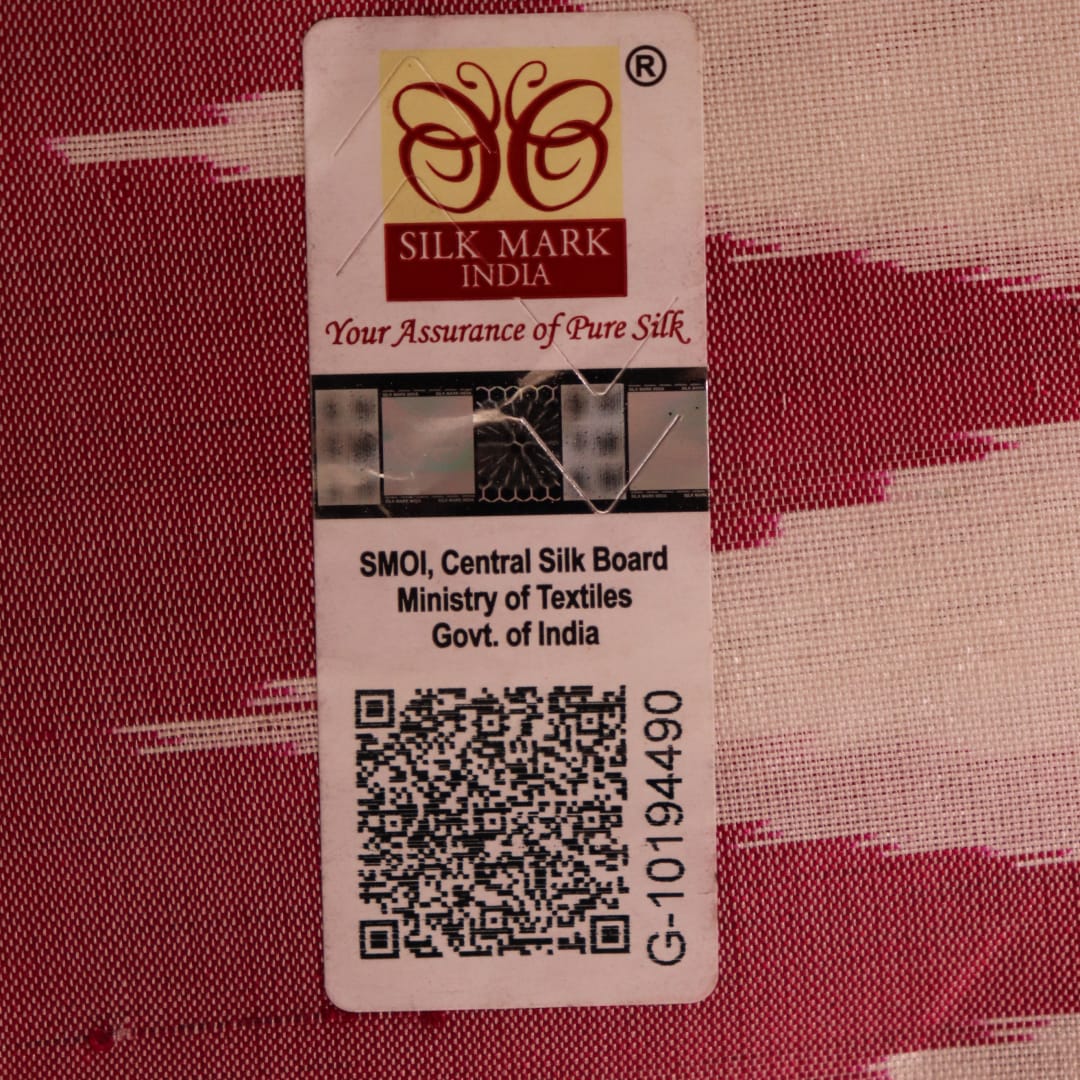 ®
SILK MARK
INDIA
Your Assurance of Pure Silk
SMOI, Central Silk Board
Ministry of Textiles
Govt. of India
G-10194490